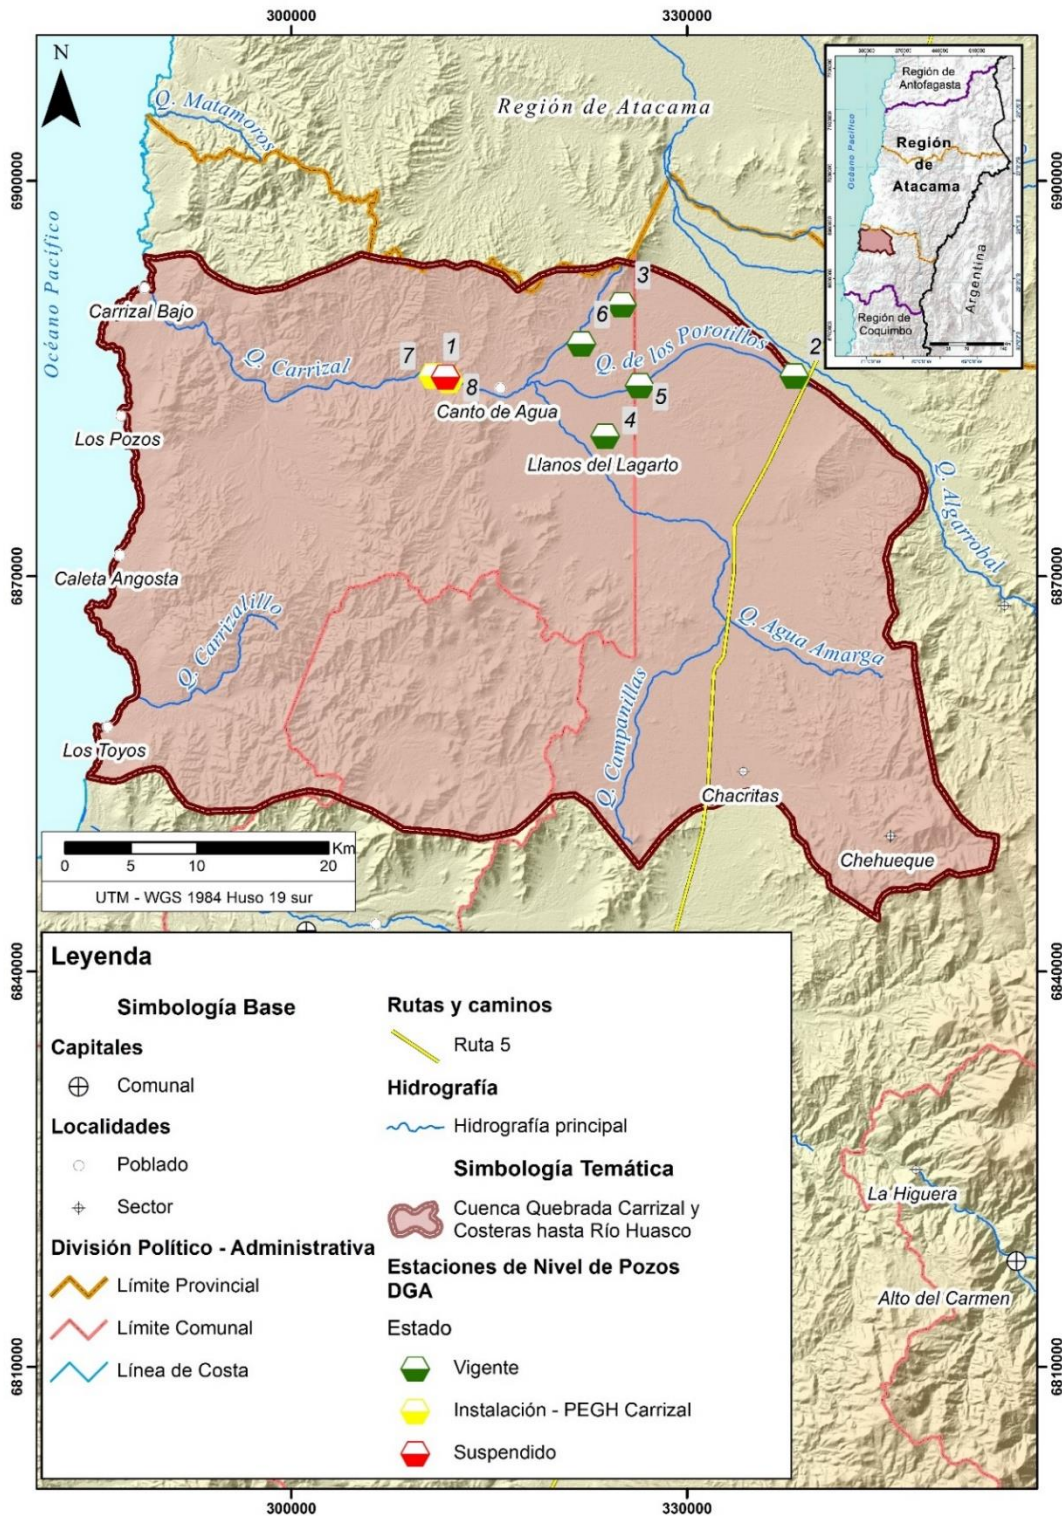 300000
330000
N
Q. Matamoros
Región de Atacama
6900000
6900000
Océano Pacífico
Región de
Antofagasta
Océano Pacífico
Región
de
Atacama
Argentina
Región de
Coquimbo
3
Carrizal Bajo
6
Q. de los Porotillos
7
1
2
Q. Carrizal
8
Canto de Agua
5
4
Los Pozos
Llanos del Lagarto
Q. Algarrobal
6870000
6870000
Caleta Angosta
Q. Carrizalillo
Q. Agua Amarga
Q. Campanillas
Los Toyos
Chacritas
Chehueque
Km
0 5 10 20
UTM - WGS 1984 Huso 19 sur
6840000
6840000
Leyenda
Simbología Base
Capitales
Comunal
Localidades
Poblado
Sector
División Político - Administrativa
Límite Provincial
Límite Comunal
Línea de Costa
Rutas y caminos
Ruta 5
Hidrografía
Hidrografía principal
Simbología Temática
Cuenca Quebrada Carrizal y
Costeras hasta Río Huasco
Estaciones de Nivel de Pozos
DGA
Estado
Vigente
Instalación - PEGH Carrizal
Suspendido
La Higuera
Alto del Carmen
6810000
6810000
300000
330000